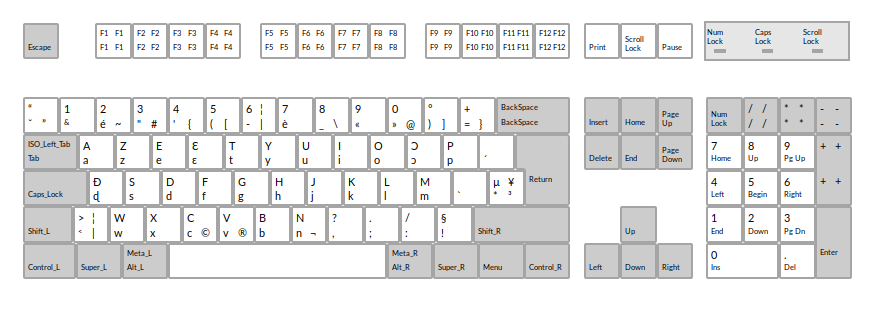 Escape F1 F1 F2 F2 F3 F3 F4 F4 F5 F5 F6 F6 F7 F7 F8 F8 F9 F9 F10 F10 F11 F11 F12 F12 Print Scroll Lock Pause Num Lock Caps Lock Scroll Lock
F1 F1 F2 F2 F3 F3 F4 F4 F5 F5 F6 F6 F7 F7 F8 F8 F9 F9 F10 F10 F11 F11 F12 F12
“ 1 2 3 4 5 6 ¦ 7 8 9 0 ° + BackSpace
˘ ” & é ~ " # ' { ( [ - | è _ \ « » @ ) ] = } BackSpace
Insert Home Page Up Num Lock / / * * - -
/ / * * - -
ISO_Left_Tab A Z E Ɛ T Y U I O Ɔ P
Tab a z e ɛ t y u i o ɔ p ´
Delete End Page Down 7 Home 8 Up 9 Pg Up + +
Caps_Lock Đ S D F G H J K L M µ ¥ Return
ɖ s d f g h j k l m ` * ³
4 Left 5 Begin 6 Right + +
Shift_L > ¦ W X C V B N ? . / § Shift_R
< | w x c © v ® b n ¬ , ; : !
Up 1 End 2 Down 3 Pg Dn Enter
Control_L Super_L Meta_L Meta_R Super_R Menu Control_R
Alt_L Alt_R
Left Down Right 0 Ins . Del